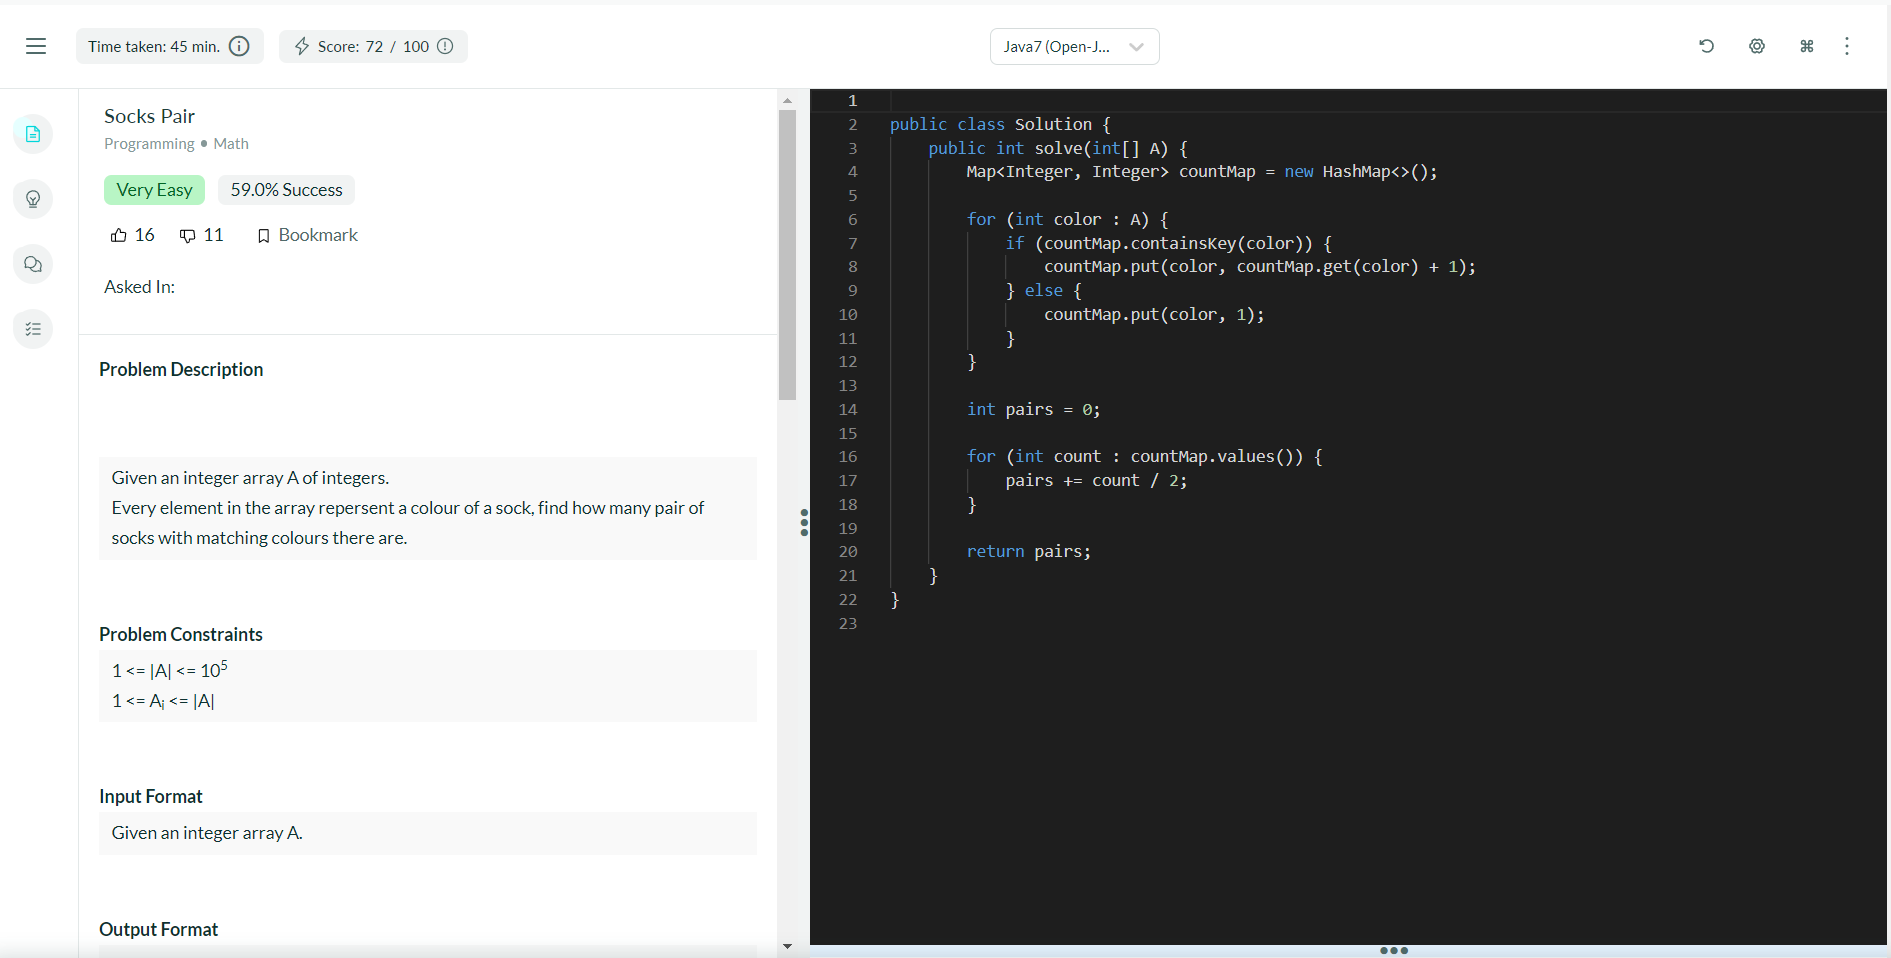 Time taken: 45 min.
Score: 72 / 100
Java7 (Open-J...
Socks Pair
Programming • Math
Very Easy
59.0% Success
16
11
Bookmark
Asked In:
Problem Description
Given an integer array A of integers.
Every element in the array repersent a colour of a sock, find how many pair of
socks with matching colours there are.
Problem Constraints
1 <= |A| <= 10⁵
1 <= Aᵢ <= |A|
Input Format
Given an integer array A.
Output Format
1
2 public class Solution {
3 public int solve(int[] A) {
4 Map<Integer, Integer> countMap = new HashMap<>();
5
6 for (int color : A) {
7 if (countMap.containsKey(color)) {
8 countMap.put(color, countMap.get(color) + 1);
9 } else {
10 countMap.put(color, 1);
11 }
12 }
13
14 int pairs = 0;
15
16 for (int count : countMap.values()) {
17 pairs += count / 2;
18 }
19
20 return pairs;
21 }
22 }
23